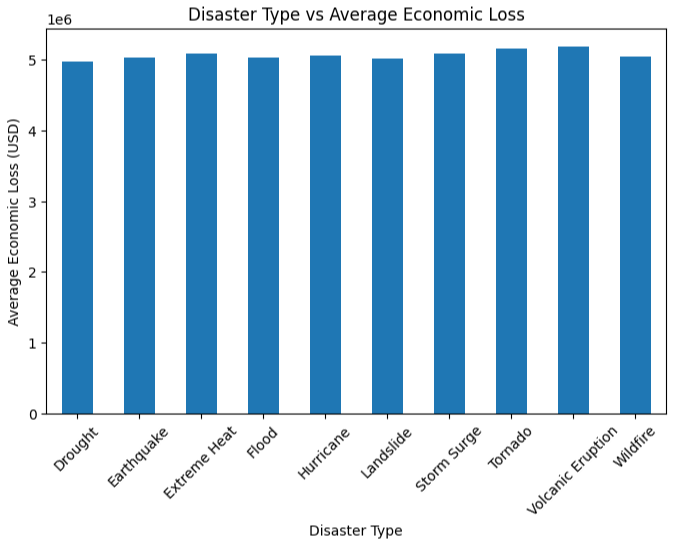 Disaster Type vs Average Economic Loss
1e6
Average Economic Loss (USD)
5
4
3
2
1
0
Drought
Earthquake
Extreme Heat
Flood
Hurricane
Landslide
Storm Surge
Tornado
Volcanic Eruption
Wildfire
Disaster Type